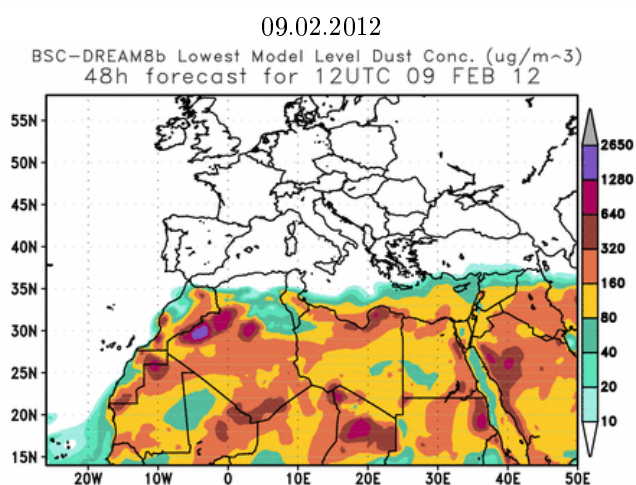 09.02.2012
BSC-DREAM8b Lowest Model Level Dust Conc. (ug/m^3)
48h forecast for 12UTC 09 FEB 12
55N
50N
45N
40N
35N
30N
25N
20N
15N
20W
10W
0
10E
20E
30E
40E
50E
2650
1280
640
320
160
80
40
20
10